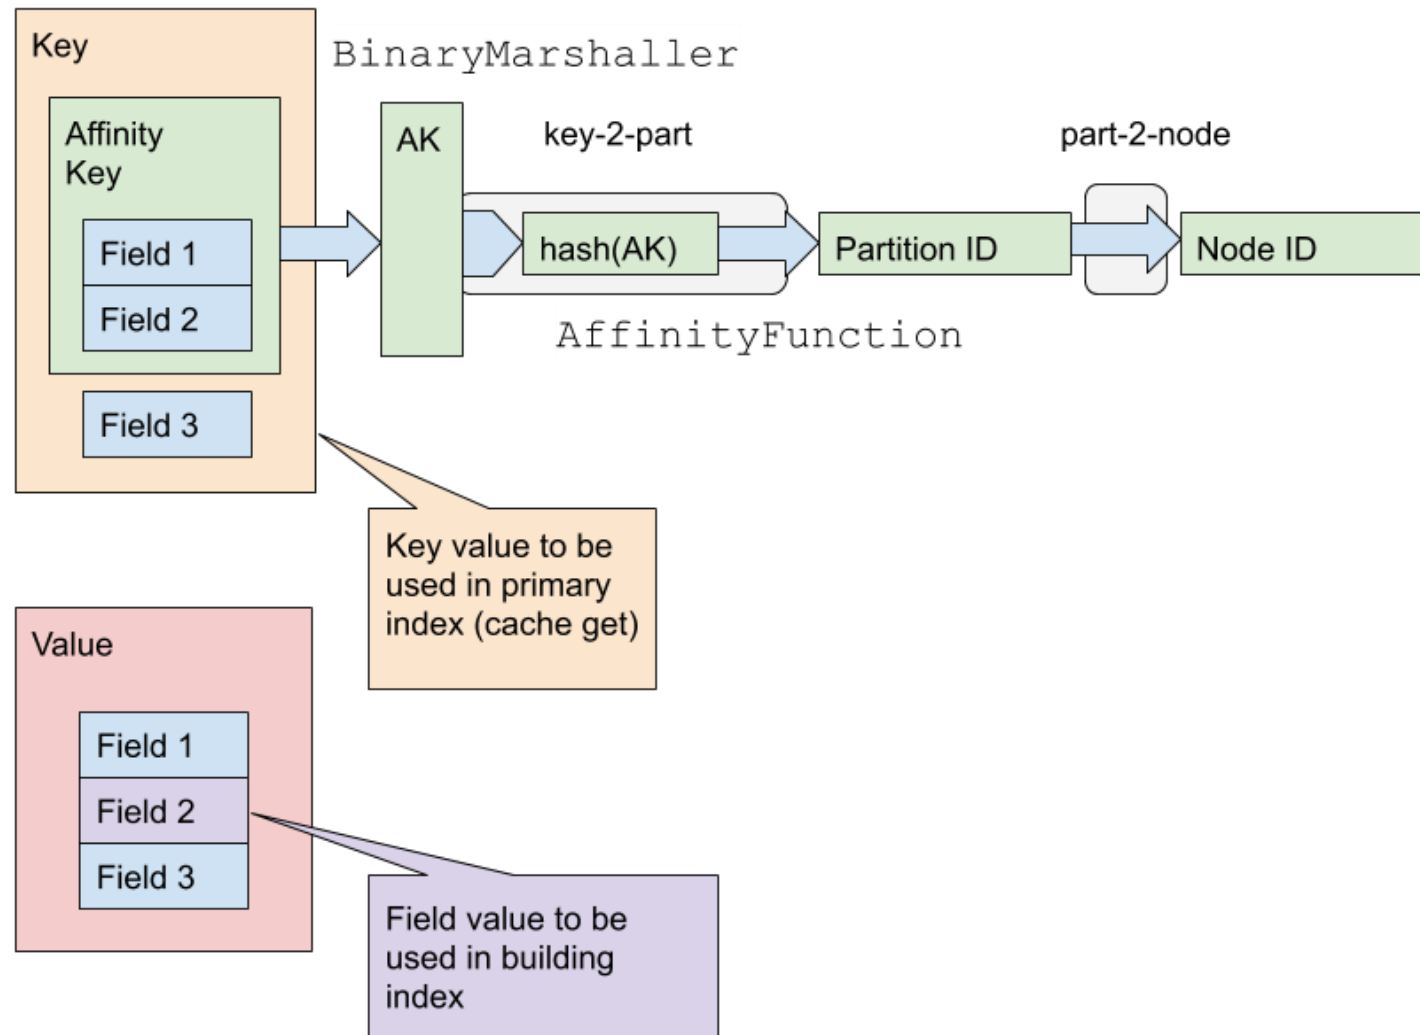 Key
BinaryMarshaller
Affinity
Key
AK
key-2-part
part-2-node
Field 1
hash(AK)
Partition ID
Node ID
Field 2
AffinityFunction
Field 3
Key value to be
used in primary
index (cache get)
Value
Field 1
Field 2
Field 3
Field value to be
used in building
index